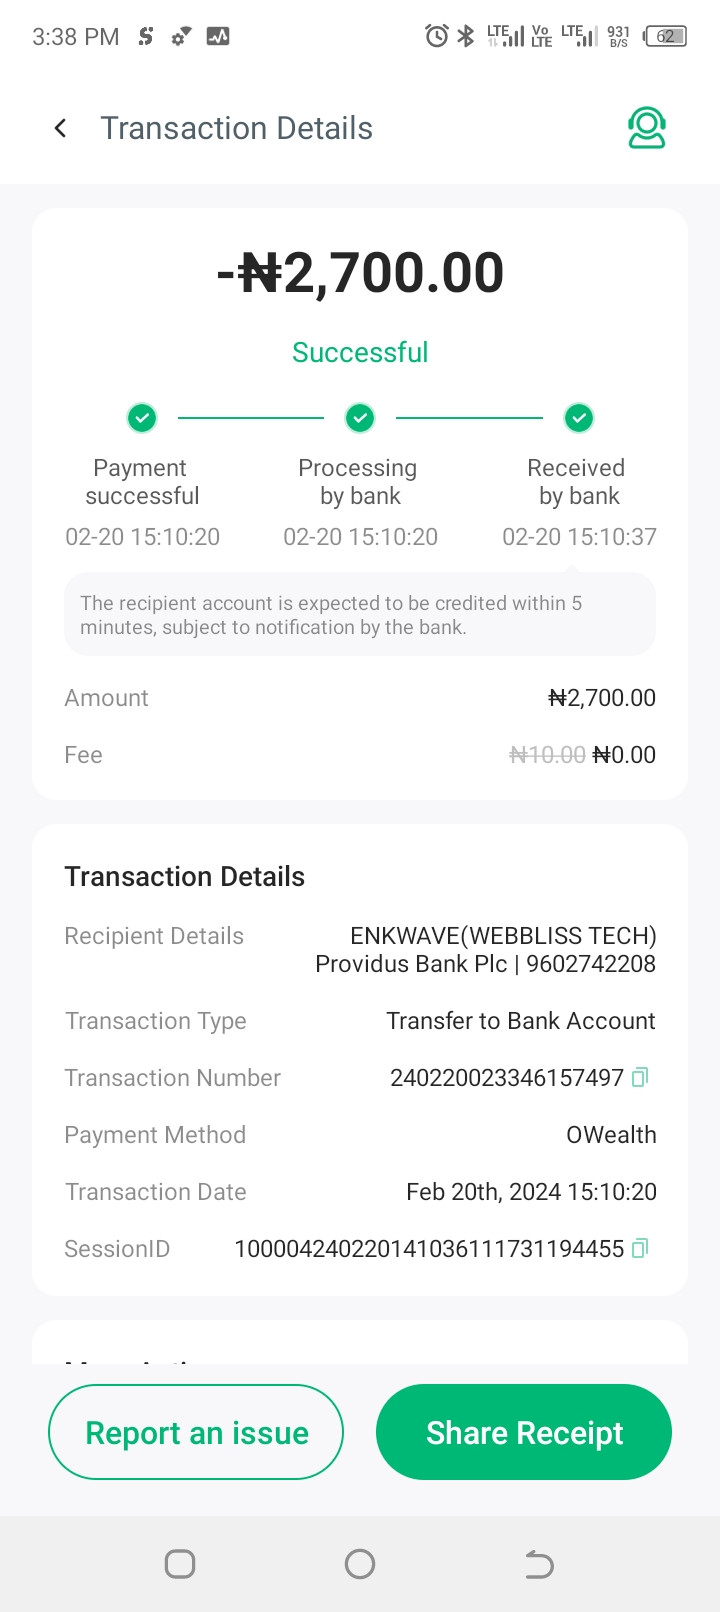 3:38 PM
LTE
Vo
LTE
LTE
931
B/S
62
Transaction Details
-₦2,700.00
Successful
Payment
successful
02-20 15:10:20
Processing
by bank
02-20 15:10:20
Received
by bank
02-20 15:10:37
The recipient account is expected to be credited within 5
minutes, subject to notification by the bank.
Amount ₦2,700.00
Fee ₦10.00 ₦0.00
Transaction Details
Recipient Details ENKWAVE(WEBBLISS TECH)
Providus Bank Plc | 9602742208
Transaction Type Transfer to Bank Account
Transaction Number 240220023346157497
Payment Method OWealth
Transaction Date Feb 20th, 2024 15:10:20
SessionID 100004240220141036111731194455
Report an issue
Share Receipt